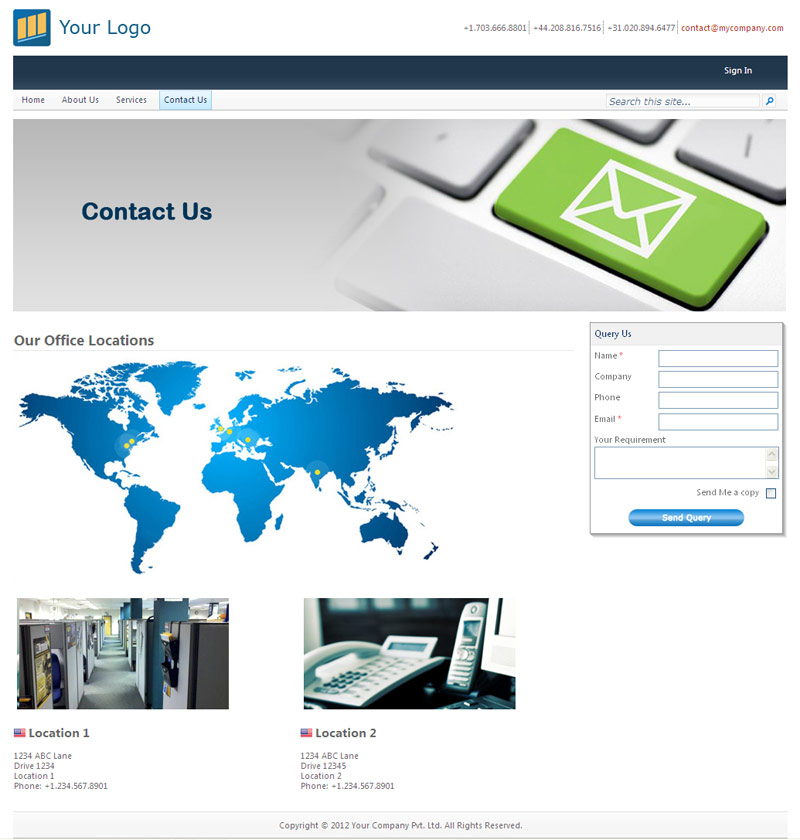 Your Logo
+1.703.666.8801 +44.208.816.7516 +31.020.894.6477 contact@mycompany.com
Sign In
Home About Us Services Contact Us
Search this site...
Contact Us
Our Office Locations
Query Us
Name *
Company
Phone
Email *
Your Requirement
Send Me a copy
Send Query
Location 1
1234 ABC Lane
Drive 1234
Location 1
Phone: +1.234.567.8901
Location 2
1234 ABC Lane
Drive 12345
Location 2
Phone: +1.234.567.8901
Copyright © 2012 Your Company Pvt. Ltd. All Rights Reserved.